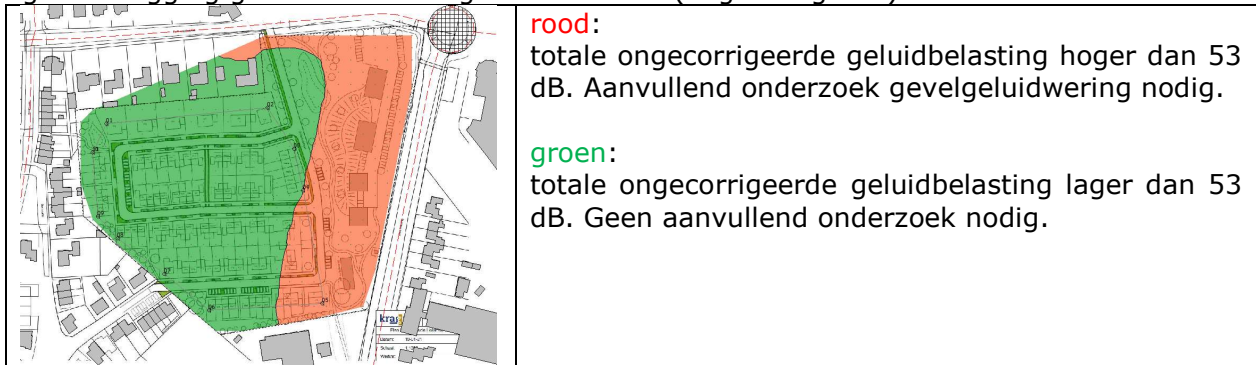 rood:
totale ongecorrigeerde geluidbelasting hoger dan 53
dB. Aanvullend onderzoek gevelgeluidwering nodig.
groen:
totale ongecorrigeerde geluidbelasting lager dan 53
dB. Geen aanvullend onderzoek nodig.